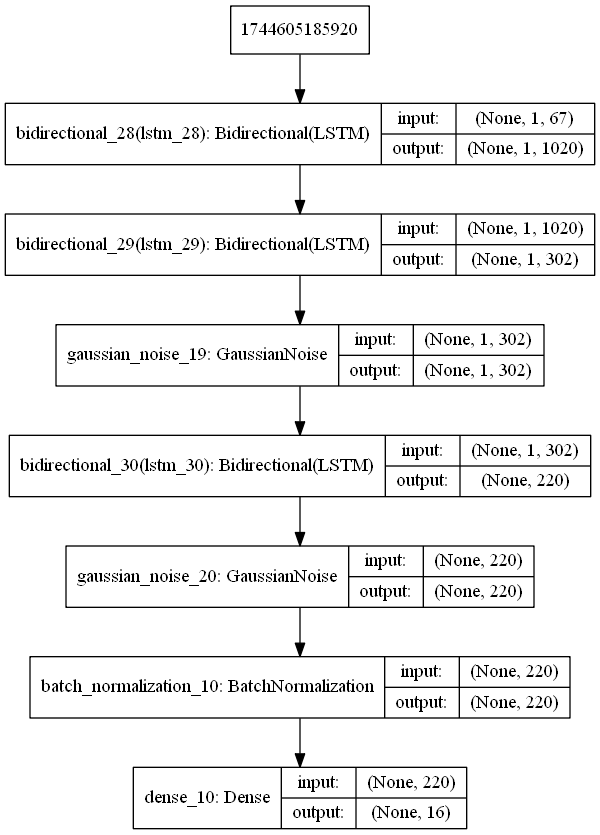 1744605185920
bidirectional_28(lstm_28): Bidirectional(LSTM)
input: (None, 1, 67)
output: (None, 1, 1020)
bidirectional_29(lstm_29): Bidirectional(LSTM)
input: (None, 1, 1020)
output: (None, 1, 302)
gaussian_noise_19: GaussianNoise
input: (None, 1, 302)
output: (None, 1, 302)
bidirectional_30(lstm_30): Bidirectional(LSTM)
input: (None, 1, 302)
output: (None, 220)
gaussian_noise_20: GaussianNoise
input: (None, 220)
output: (None, 220)
batch_normalization_10: BatchNormalization
input: (None, 220)
output: (None, 220)
dense_10: Dense
input: (None, 220)
output: (None, 16)